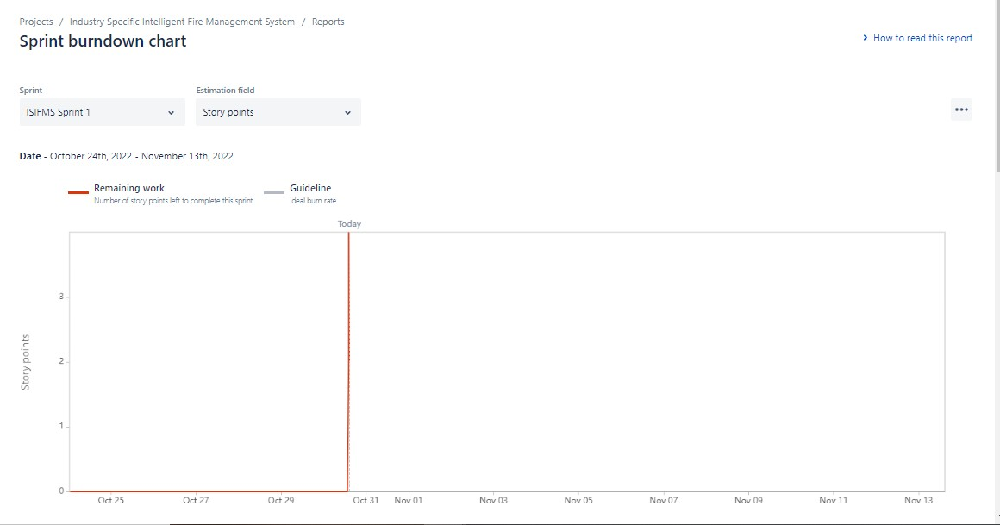 Projects / Industry Specific Intelligent Fire Management System / Reports
Sprint burndown chart
How to read this report
Sprint
Estimation field
ISIFMS Sprint 1
Story points
Date - October 24th, 2022 - November 13th, 2022
Remaining work
Number of story points left to complete this sprint
Guideline
Ideal burn rate
Today
Story points
3
2
1
0
Oct 25 Oct 27 Oct 29 Oct 31 Nov 01 Nov 03 Nov 05 Nov 07 Nov 09 Nov 11 Nov 13